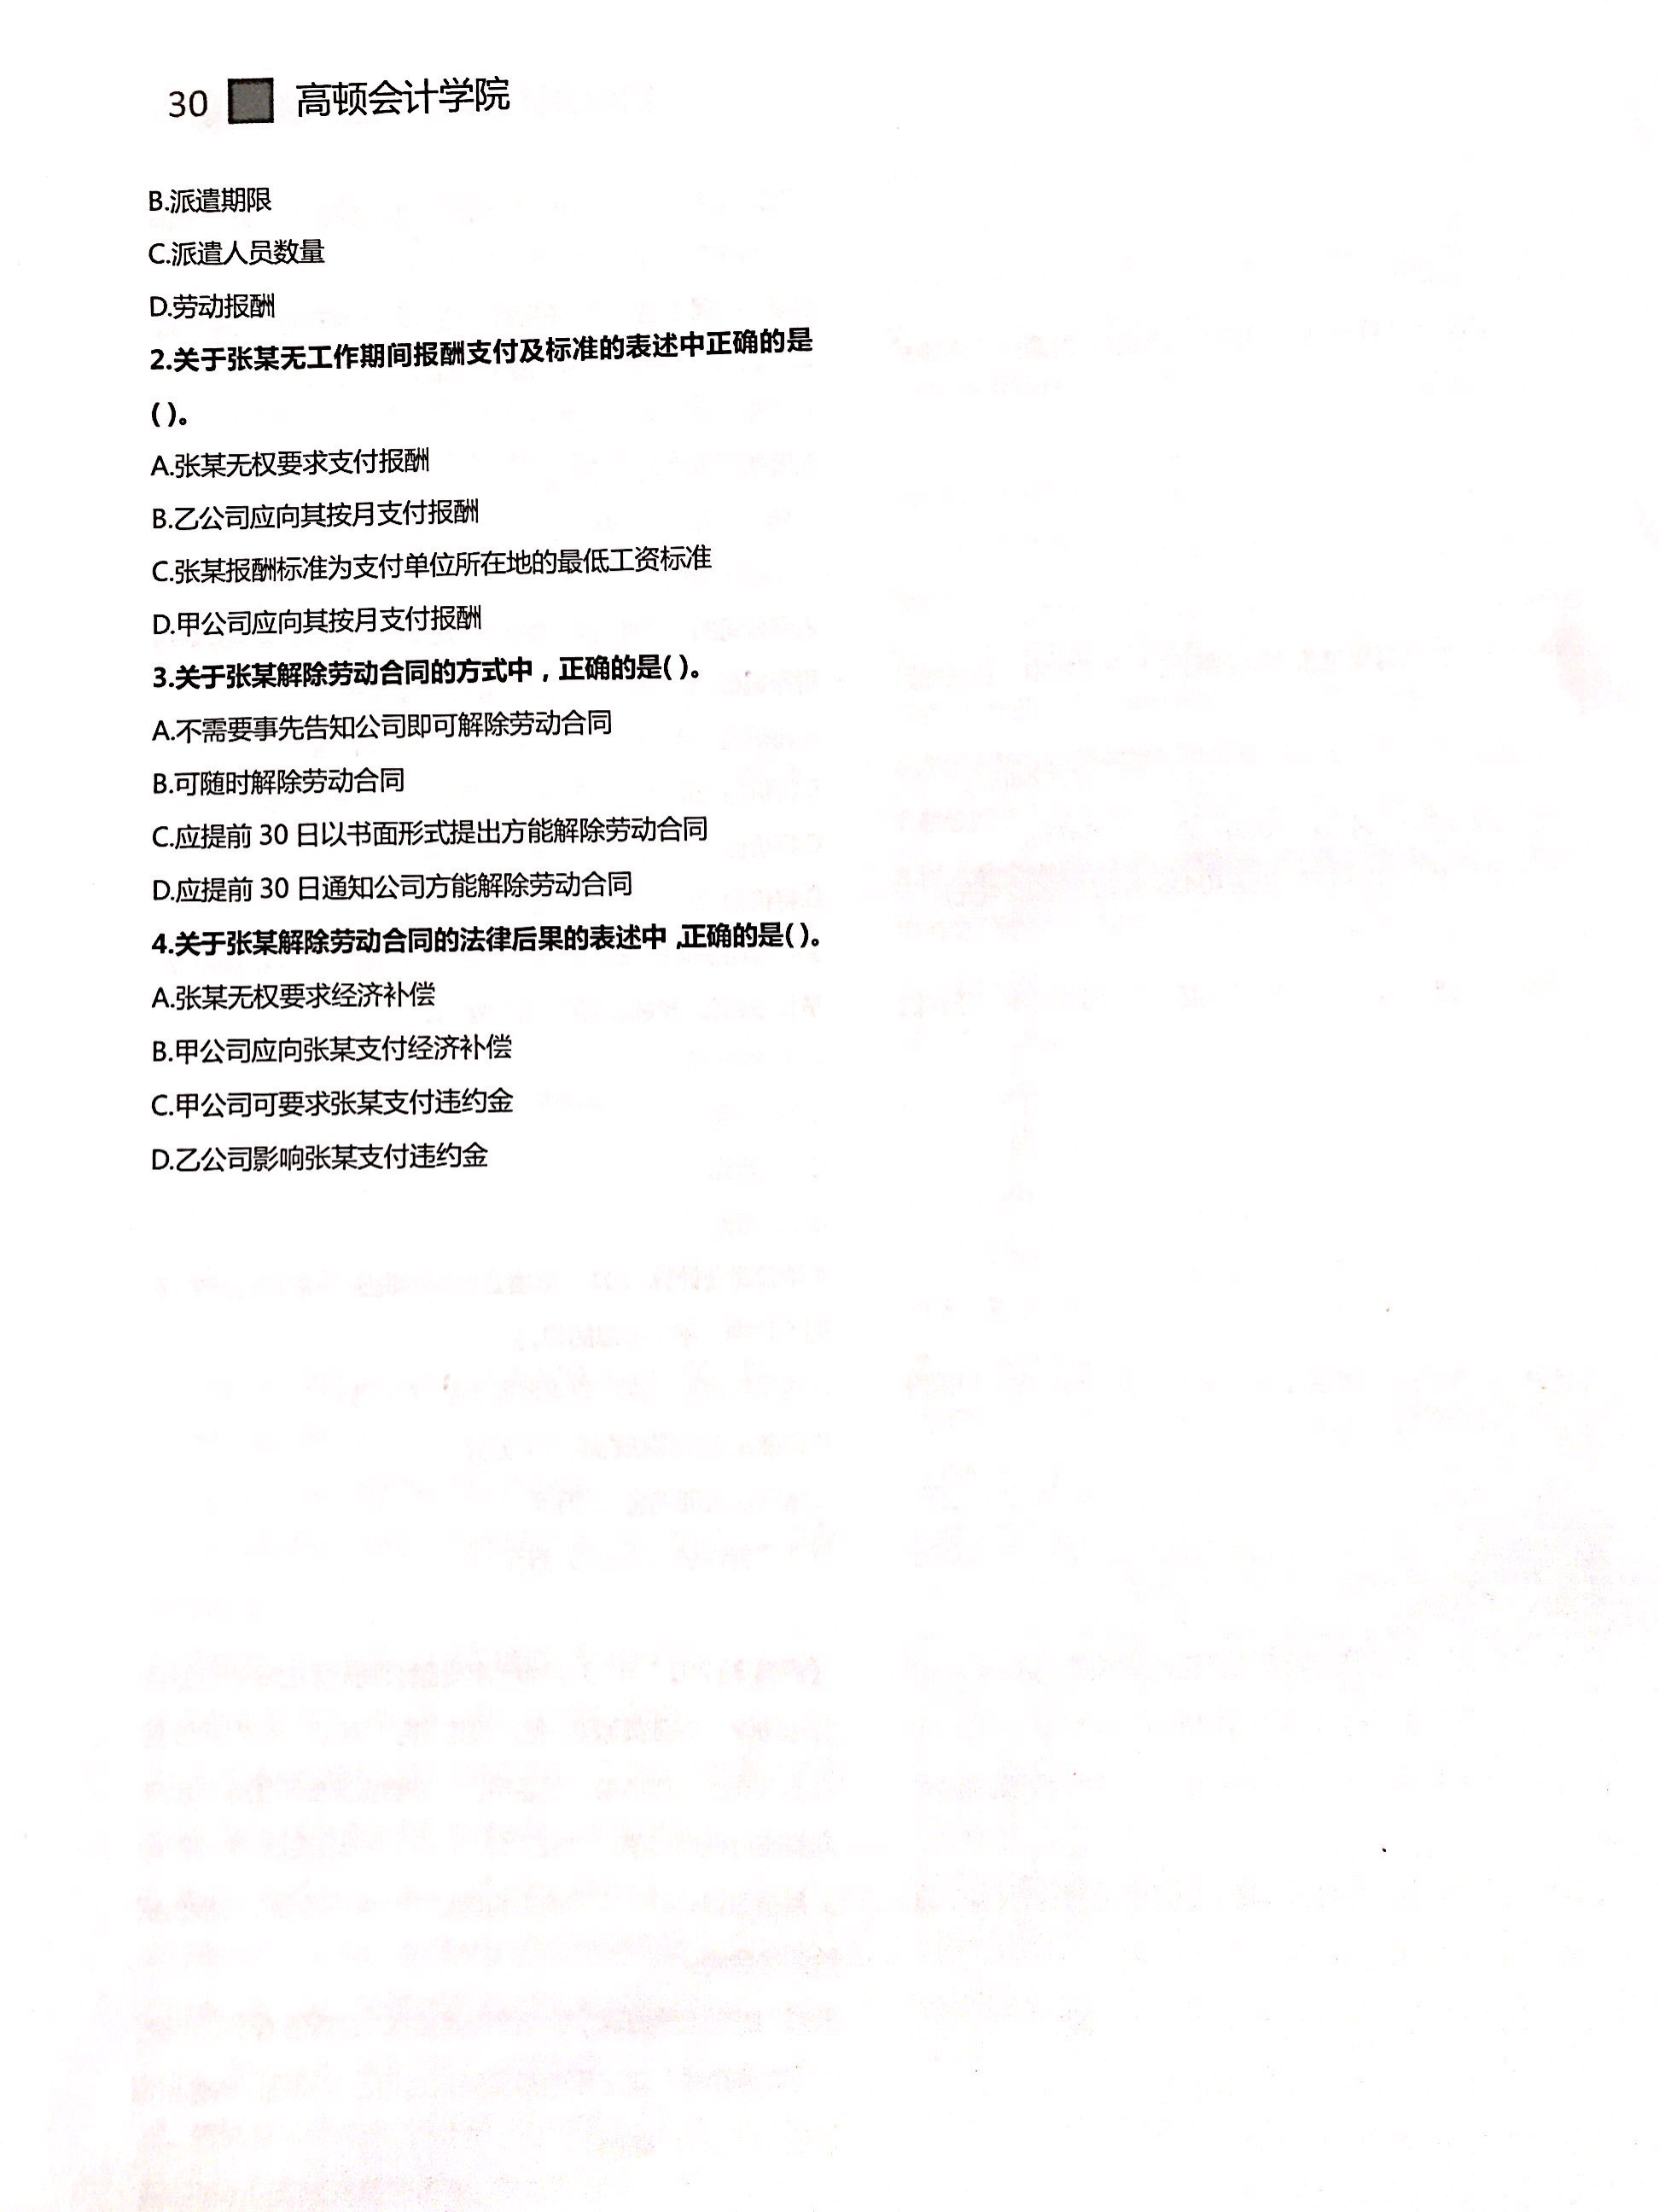 30 高顿会计学院
B.派遣期限
C.派遣人员数量
D.劳动报酬
2.关于张某无工作期间报酬支付及标准的表述中正确的是
( )。
A.张某无权要求支付报酬
B.乙公司应向其按月支付报酬
C.张某报酬标准为支付单位所在地的最低工资标准
D.甲公司应向其按月支付报酬
3.关于张某解除劳动合同的方式中，正确的是( )。
A.不需要事先告知公司即可解除劳动合同
B.可随时解除劳动合同
C.应提前 30 日以书面形式提出方能解除劳动合同
D.应提前 30 日通知公司方能解除劳动合同
4.关于张某解除劳动合同的法律后果的表述中,正确的是( )。
A.张某无权要求经济补偿
B.甲公司应向张某支付经济补偿
C.甲公司可要求张某支付违约金
D.乙公司影响张某支付违约金